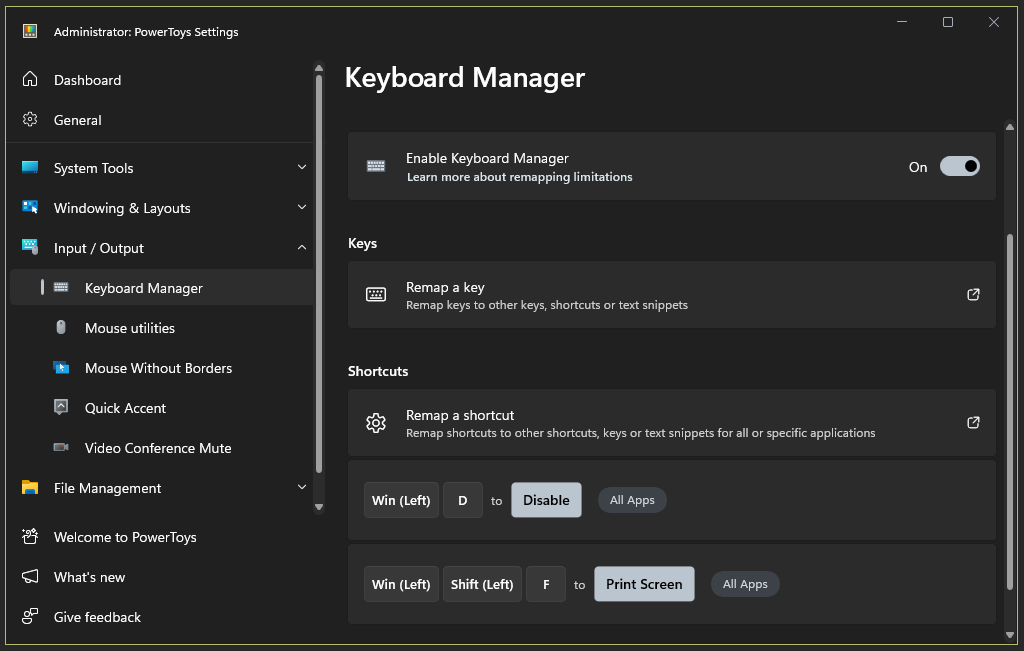 Administrator: PowerToys Settings
Dashboard
General
System Tools
Windowing & Layouts
Input / Output
Keyboard Manager
Mouse utilities
Mouse Without Borders
Quick Accent
Video Conference Mute
File Management
Welcome to PowerToys
What's new
Give feedback
Keyboard Manager
Enable Keyboard Manager
Learn more about remapping limitations
On
Keys
Remap a key
Remap keys to other keys, shortcuts or text snippets
Shortcuts
Remap a shortcut
Remap shortcuts to other shortcuts, keys or text snippets for all or specific applications
Win (Left) D to Disable All Apps
Win (Left) Shift (Left) F to Print Screen All Apps